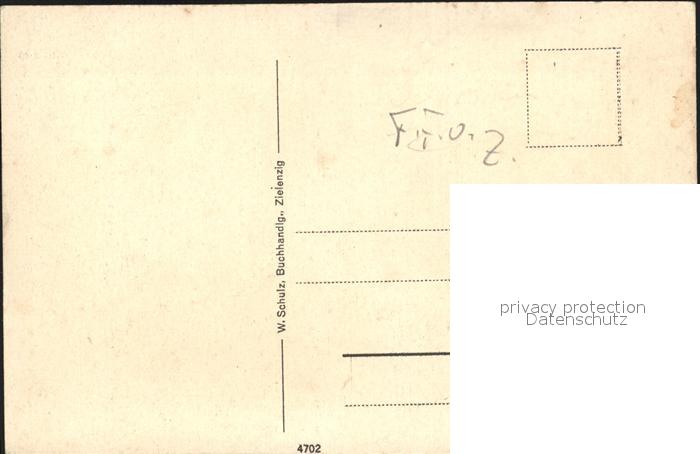 W. Schulz, Buchhandlg., Zielenzig
privacy protection
Datenschutz
4702